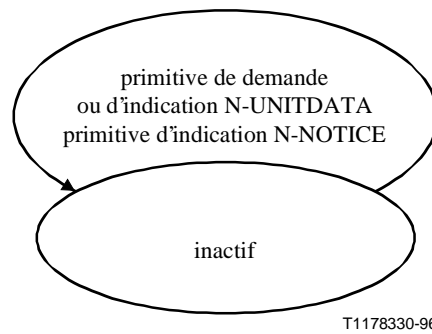 primitive de demande
ou d'indication N-UNITDATA
primitive d'indication N-NOTICE
inactif
T1178330-96